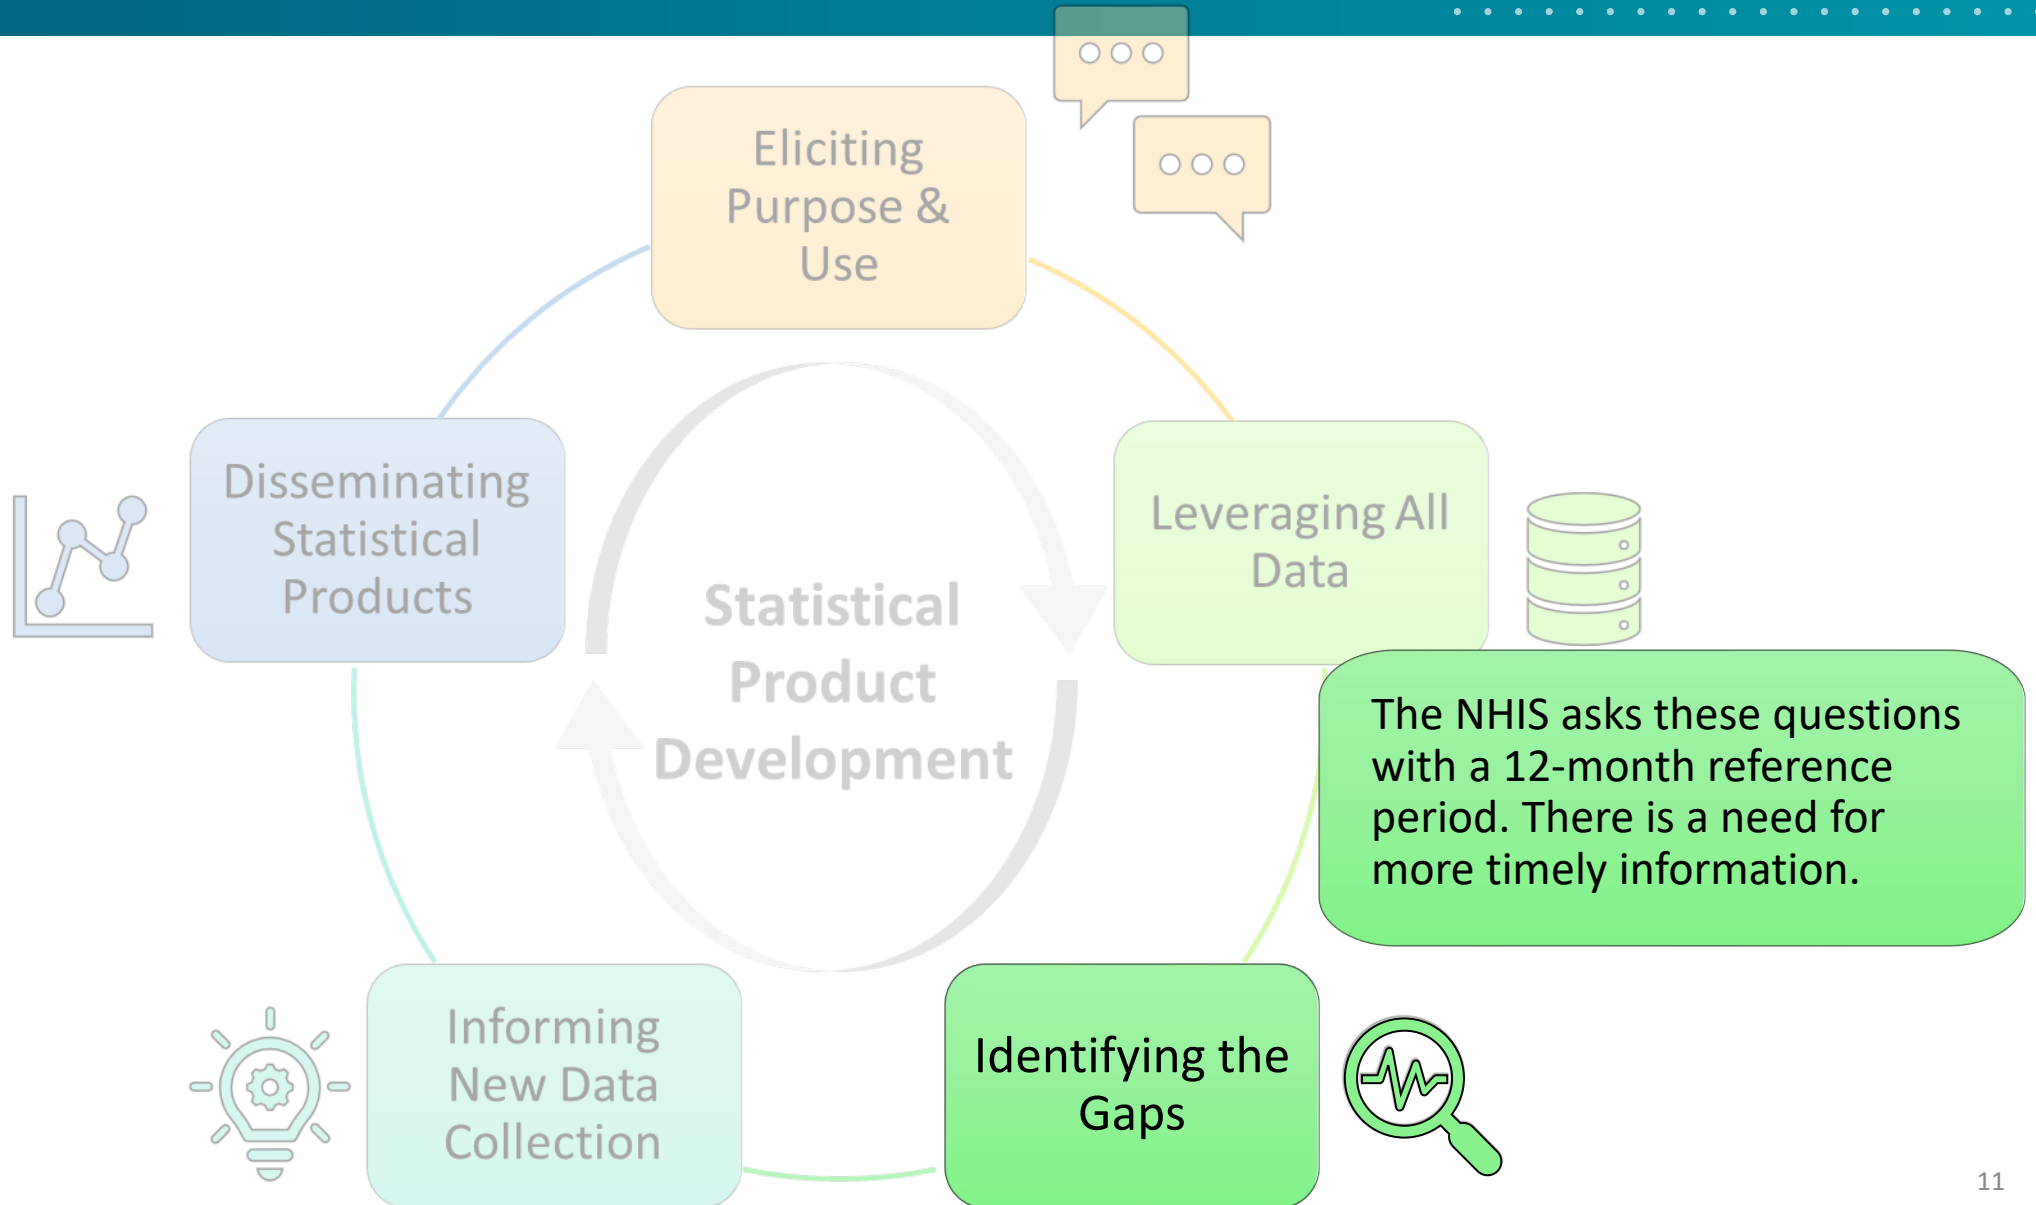 Eliciting
Purpose &
Use
Leveraging All
Data
The NHIS asks these questions
with a 12-month reference
period. There is a need for
more timely information.
Identifying the
Gaps
Informing
New Data
Collection
Disseminating
Statistical
Products
Statistical
Product
Development
11